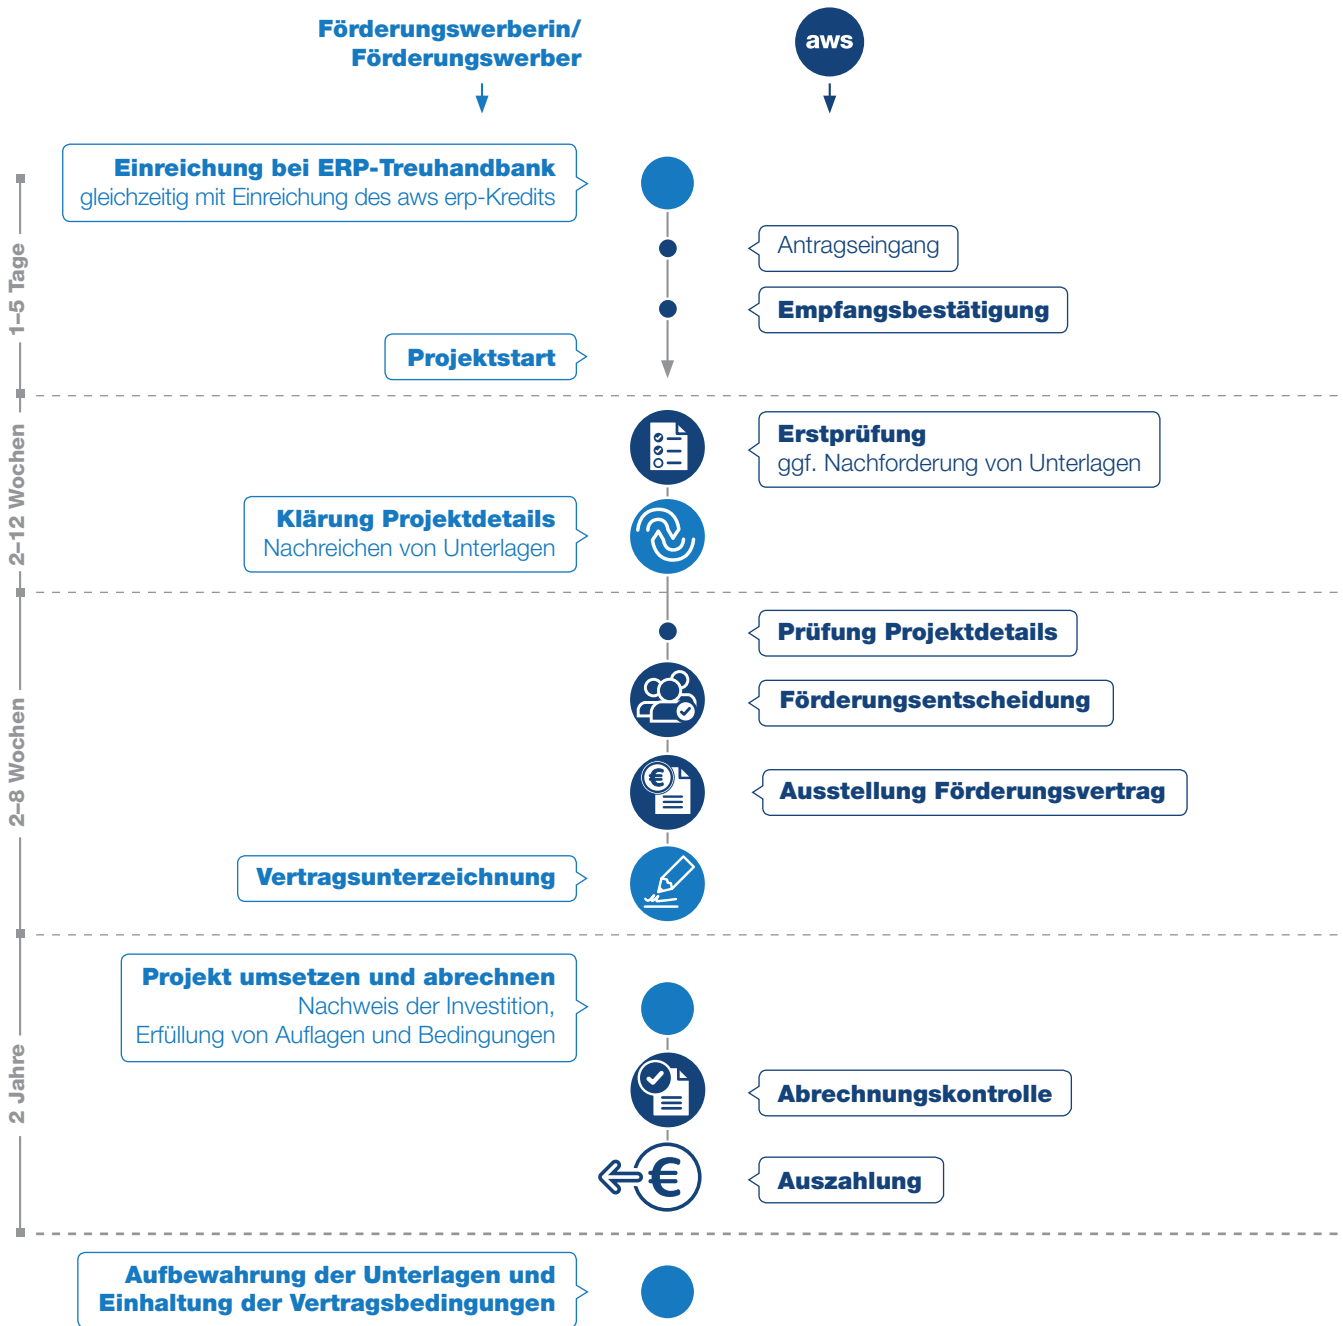 Förderungswerberin/
Förderungswerber
aws
Einreichung bei ERP-Treuhandbank
gleichzeitig mit Einreichung des aws erp-Kredits
1–5 Tage
Antragseingang
Empfangsbestätigung
Projektstart
2–12 Wochen
Erstprüfung
ggf. Nachforderung von Unterlagen
Klärung Projektdetails
Nachreichen von Unterlagen
2–8 Wochen
Prüfung Projektdetails
Förderungsentscheidung
€
Ausstellung Förderungsvertrag
Vertragsunterzeichnung
2 Jahre
Projekt umsetzen und abrechnen
Nachweis der Investition,
Erfüllung von Auflagen und Bedingungen
Abrechnungskontrolle
€
Auszahlung
Aufbewahrung der Unterlagen und
Einhaltung der Vertragsbedingungen